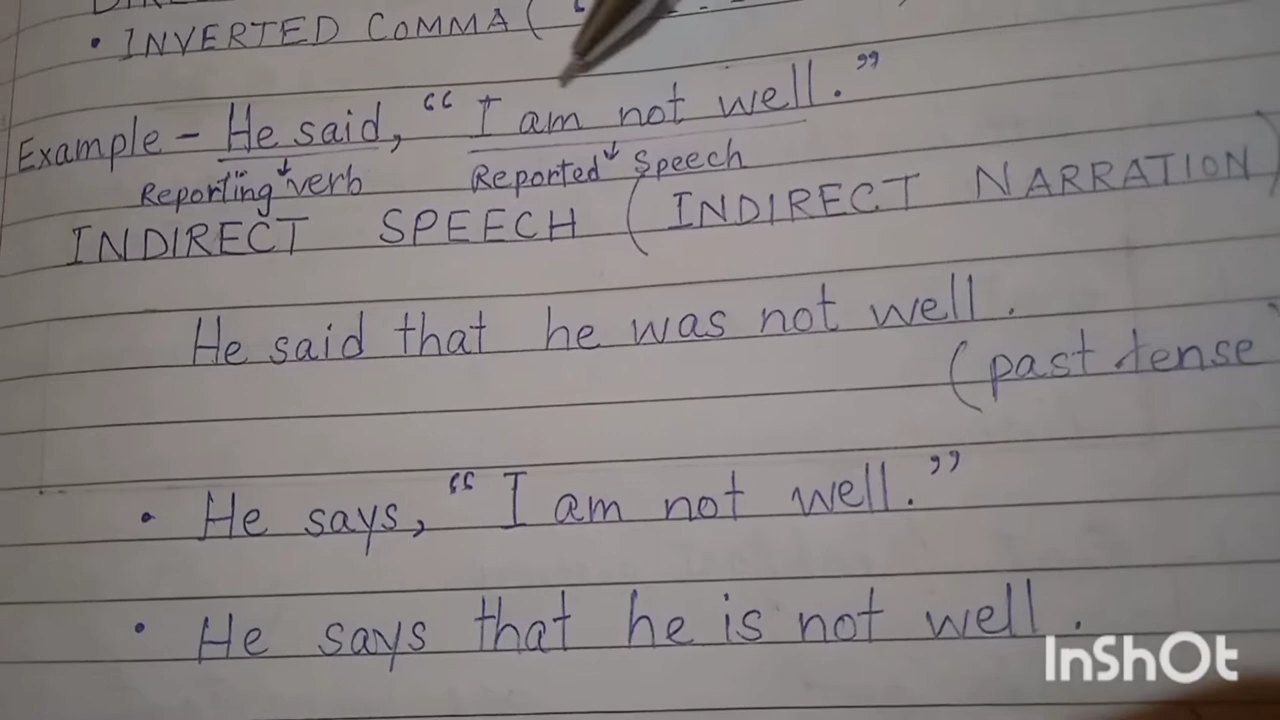 • INVERTED COMMA (
Example - He said, “I am not well.”
Reporting verb Reported Speech
INDIRECT SPEECH (INDIRECT NARRATION)
He said that he was not well.
(past tense
• He says, “I am not well.”
• He says that he is not well.
InShOt